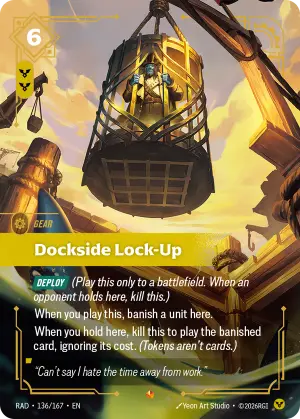 6
GEAR
Dockside Lock-Up
DEPLOY (Play this only to a battlefield. When an
opponent holds here, kill this.)
When you play this, banish a unit here.
When you hold here, kill this to play the banished
card, ignoring its cost. (Tokens aren't cards.)
"Can't say I hate the time away from work."
RAD • 136/167 • EN
Yeon Art Studio • ©2026RGI